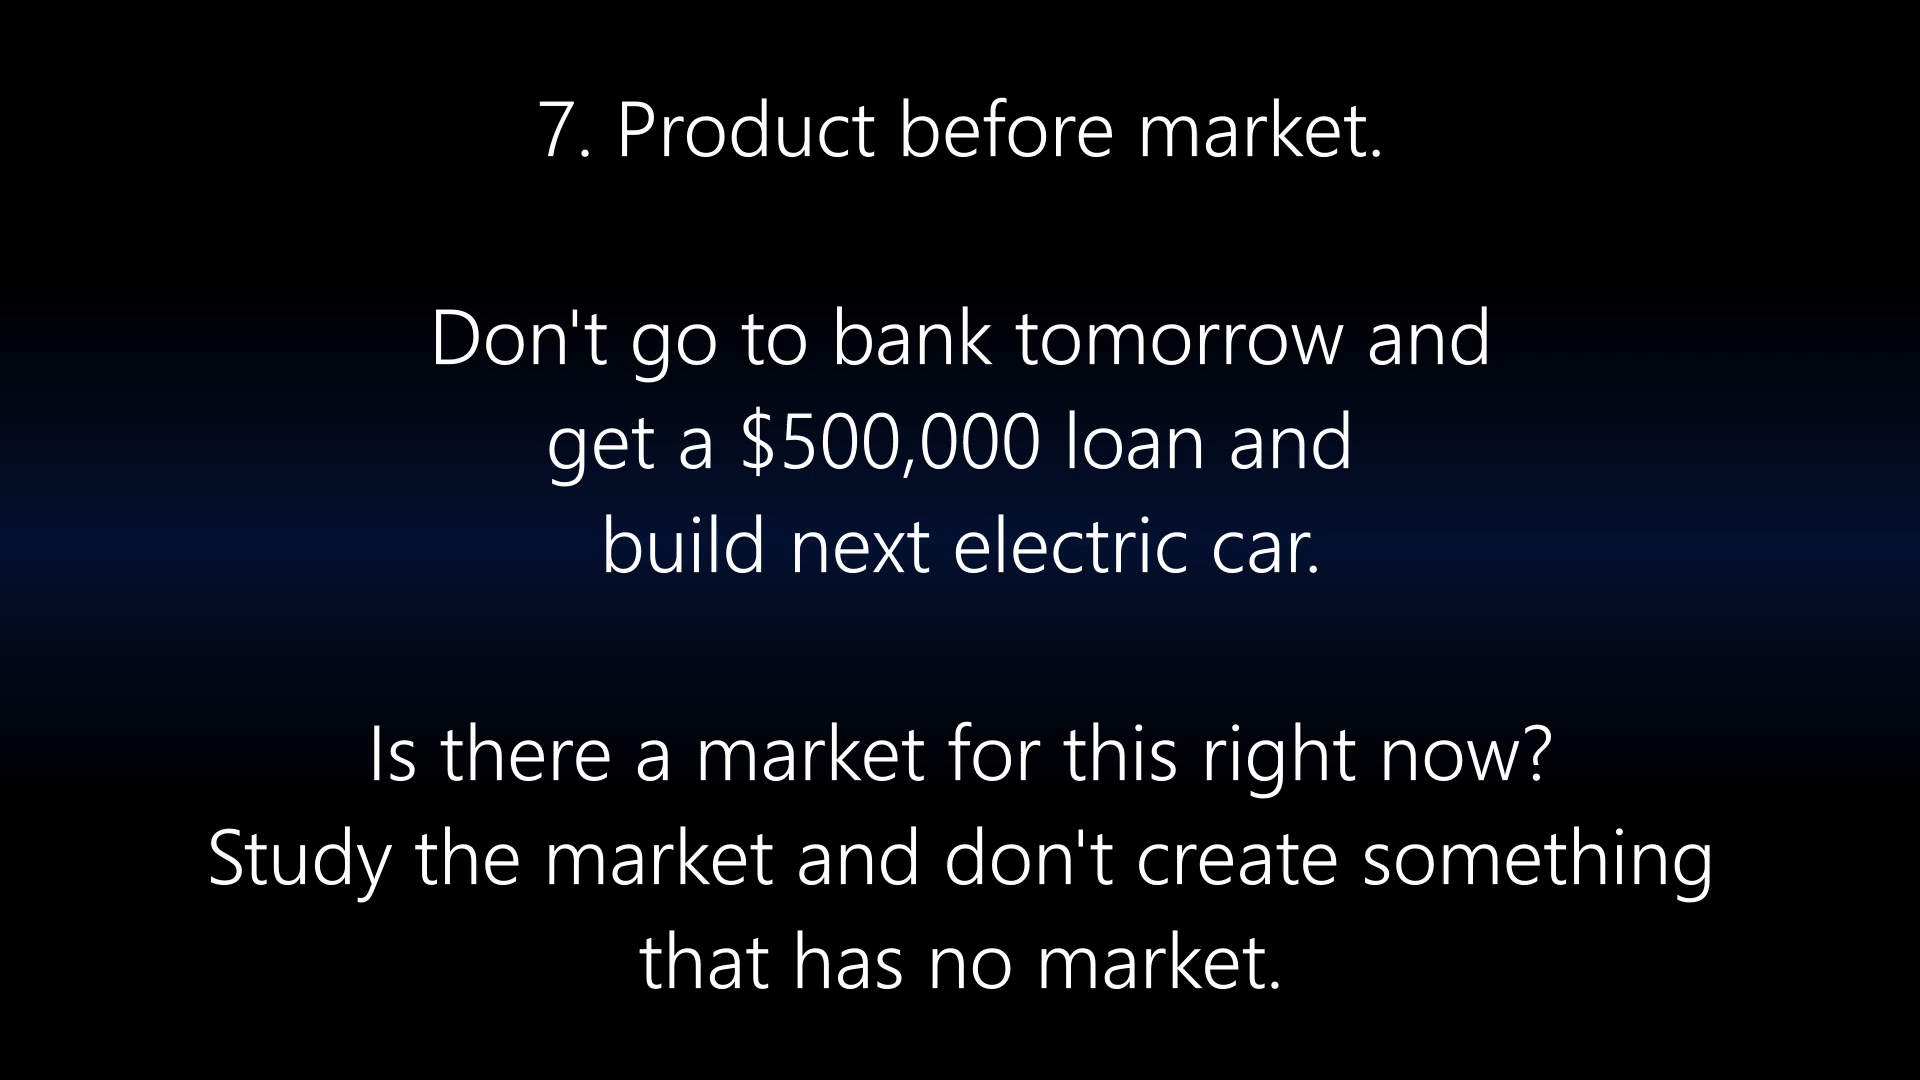 7. Product before market.
Don't go to bank tomorrow and
get a $500,000 loan and
build next electric car.
Is there a market for this right now?
Study the market and don't create something
that has no market.